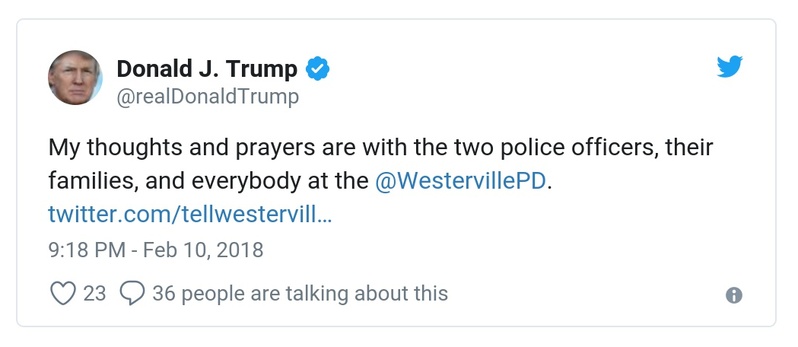 Donald J. Trump
@realDonaldTrump
My thoughts and prayers are with the two police officers, their
families, and everybody at the @WestervillePD.
twitter.com/tellwestervill…
9:18 PM - Feb 10, 2018
23 36 people are talking about this